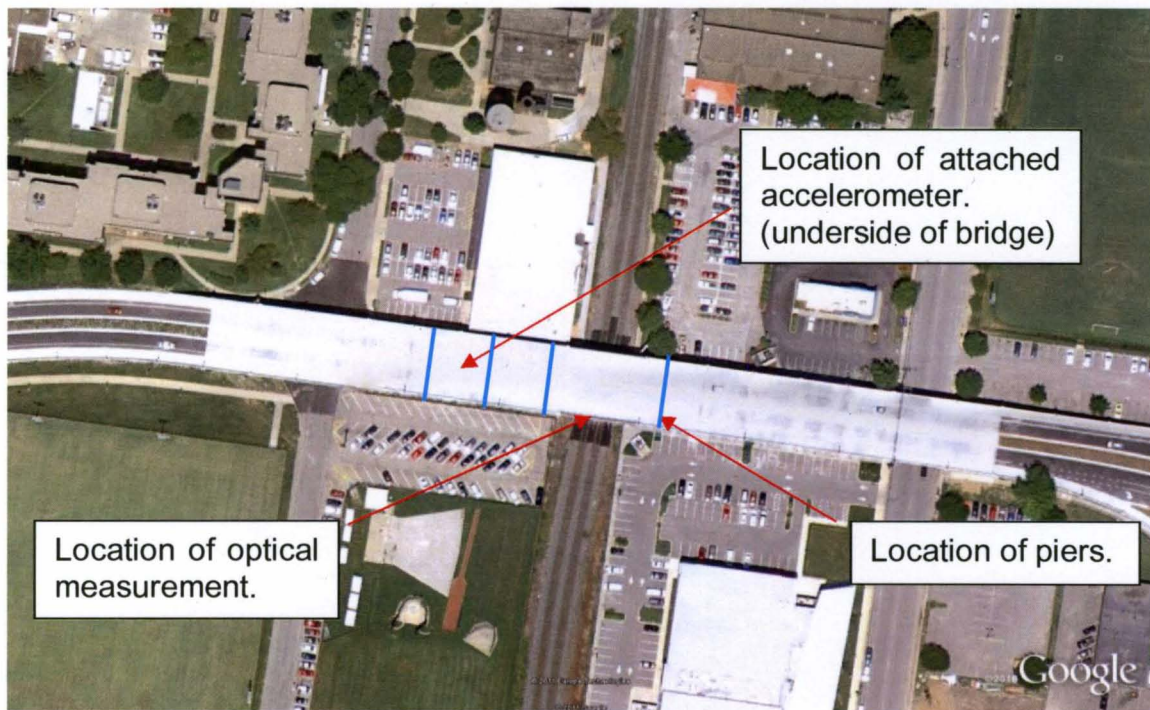 Location of attached
accelerometer.
(underside of bridge)
Location of optical
measurement.
Location of piers.
Google